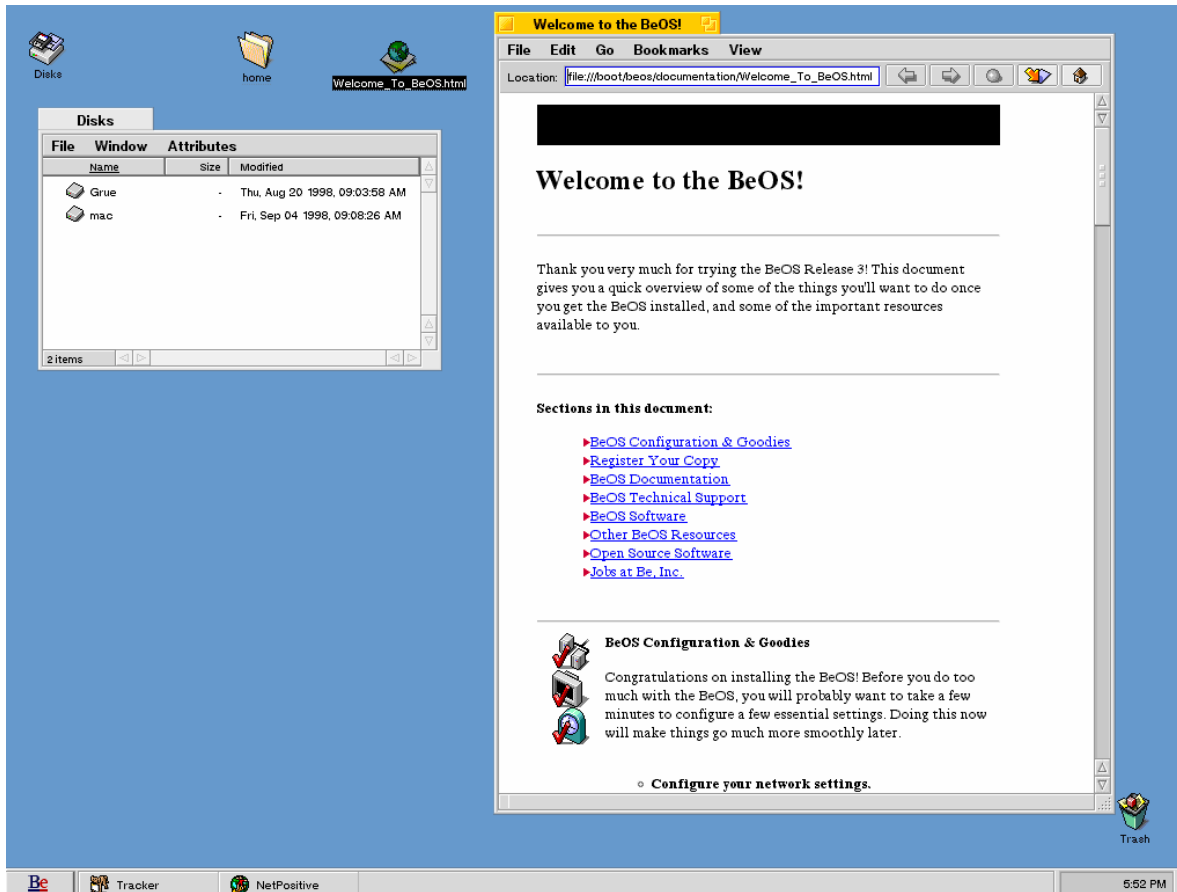 Disks
home
Welcome_To_BeOS.html
Disks
File Window Attributes
Name Size Modified
Grue - Thu, Aug 20 1998, 09:03:58 AM
mac - Fri, Sep 04 1998, 09:08:26 AM
2 items
Welcome to the BeOS!
File Edit Go Bookmarks View
Location: file:///boot/beos/documentation/Welcome_To_BeOS.html
Welcome to the BeOS!
Thank you very much for trying the BeOS Release 3! This document
gives you a quick overview of some of the things you'll want to do once
you get the BeOS installed, and some of the important resources
available to you.
Sections in this document:
BeOS Configuration & Goodies
Register Your Copy
BeOS Documentation
BeOS Technical Support
BeOS Software
Other BeOS Resources
Open Source Software
Jobs at Be, Inc.
BeOS Configuration & Goodies
Congratulations on installing the BeOS! Before you do too
much with the BeOS, you will probably want to take a few
minutes to configure a few essential settings. Doing this now
will make things go much more smoothly later.
Configure your network settings.
Trash
Be Tracker NetPositive 5:52 PM